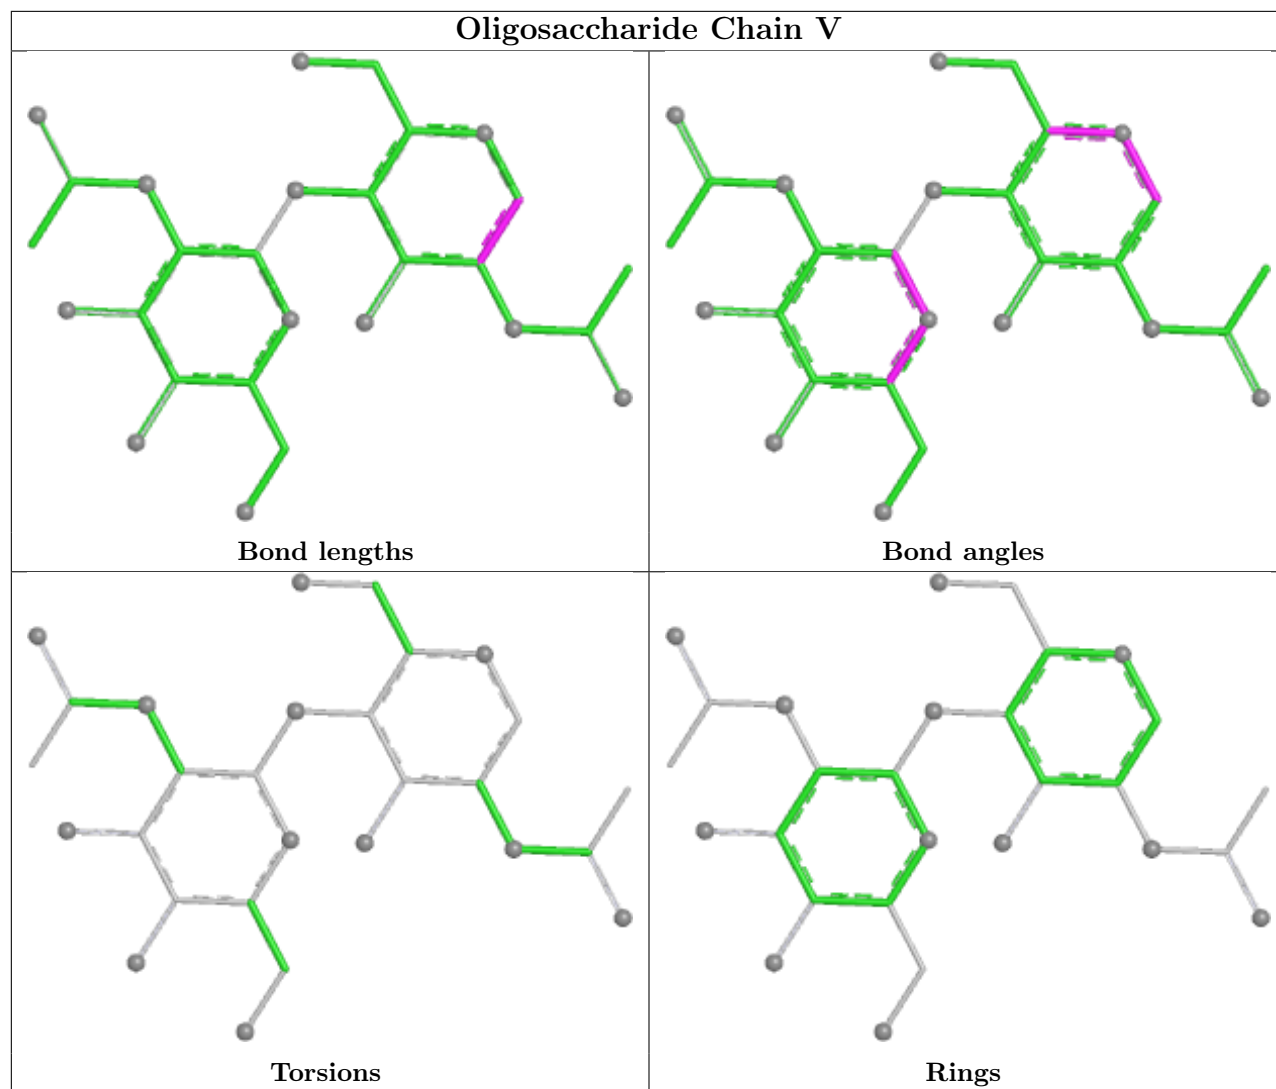 Oligosaccharide Chain V
Bond lengths
Bond angles
Torsions
Rings